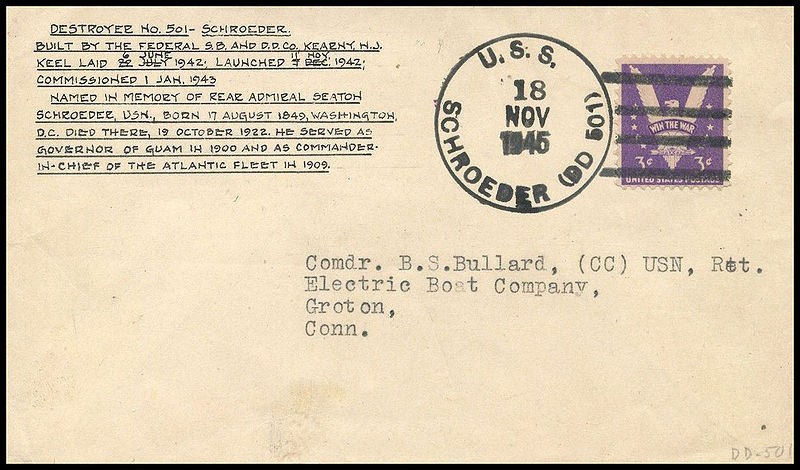 DESTROYER NO. 501 - SCHROEDER.
BUILT BY THE FEDERAL S.B. AND D.D. CO. KEARNY, N.J.
6 JUNE 11 NOV.
KEEL LAID 22 JULY 1942; LAUNCHED 7 DEC. 1942;
COMMISSIONED 1 JAN. 1943
NAMED IN MEMORY OF REAR ADMIRAL SEATON
SCHROEDER, USN., BORN 17 AUGUST 1849, WASHINGTON,
D.C. DIED THERE, 19 OCTOBER 1922. HE SERVED AS
GOVERNOR OF GUAM IN 1900 AND AS COMMANDER-
IN-CHIEF OF THE ATLANTIC FLEET IN 1909.
U.S.S.
18
NOV
1945
SCHROEDER (DD 501)
WIN THE WAR
3¢ 3¢
UNITED STATES POSTAGE
Comdr. B.S.Bullard, (CC) USN, Ret.
Electric Boat Company,
Groton,
Conn.
DD-501